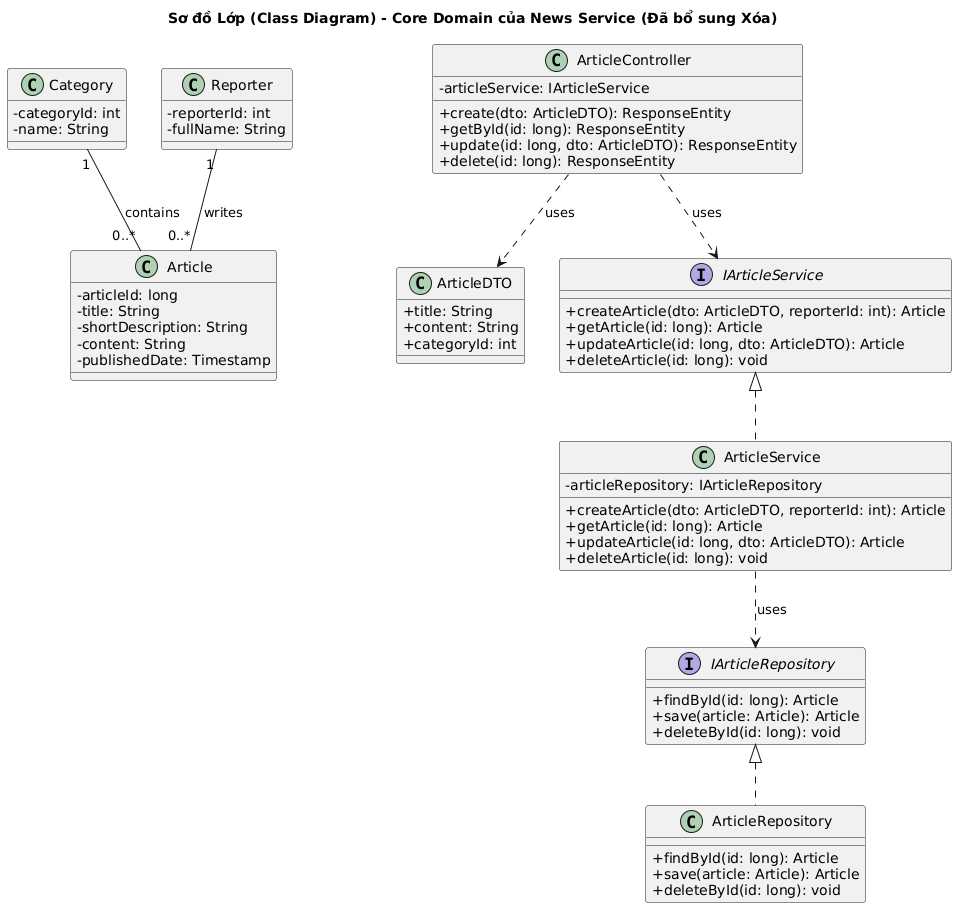 Sơ đồ Lớp (Class Diagram) - Core Domain của News Service (Đã bổ sung Xóa)
C Category
-categoryId: int
-name: String
C Reporter
-reporterId: int
-fullName: String
C ArticleController
-articleService: IArticleService
+create(dto: ArticleDTO): ResponseEntity
+getById(id: long): ResponseEntity
+update(id: long, dto: ArticleDTO): ResponseEntity
+delete(id: long): ResponseEntity
1
1
contains
writes
uses
uses
0..*
0..*
C Article
-articleId: long
-title: String
-shortDescription: String
-content: String
-publishedDate: Timestamp
C ArticleDTO
+title: String
+content: String
+categoryId: int
I IArticleService
+createArticle(dto: ArticleDTO, reporterId: int): Article
+getArticle(id: long): Article
+updateArticle(id: long, dto: ArticleDTO): Article
+deleteArticle(id: long): void
C ArticleService
-articleRepository: IArticleRepository
+createArticle(dto: ArticleDTO, reporterId: int): Article
+getArticle(id: long): Article
+updateArticle(id: long, dto: ArticleDTO): Article
+deleteArticle(id: long): void
uses
I IArticleRepository
+findById(id: long): Article
+save(article: Article): Article
+deleteById(id: long): void
C ArticleRepository
+findById(id: long): Article
+save(article: Article): Article
+deleteById(id: long): void